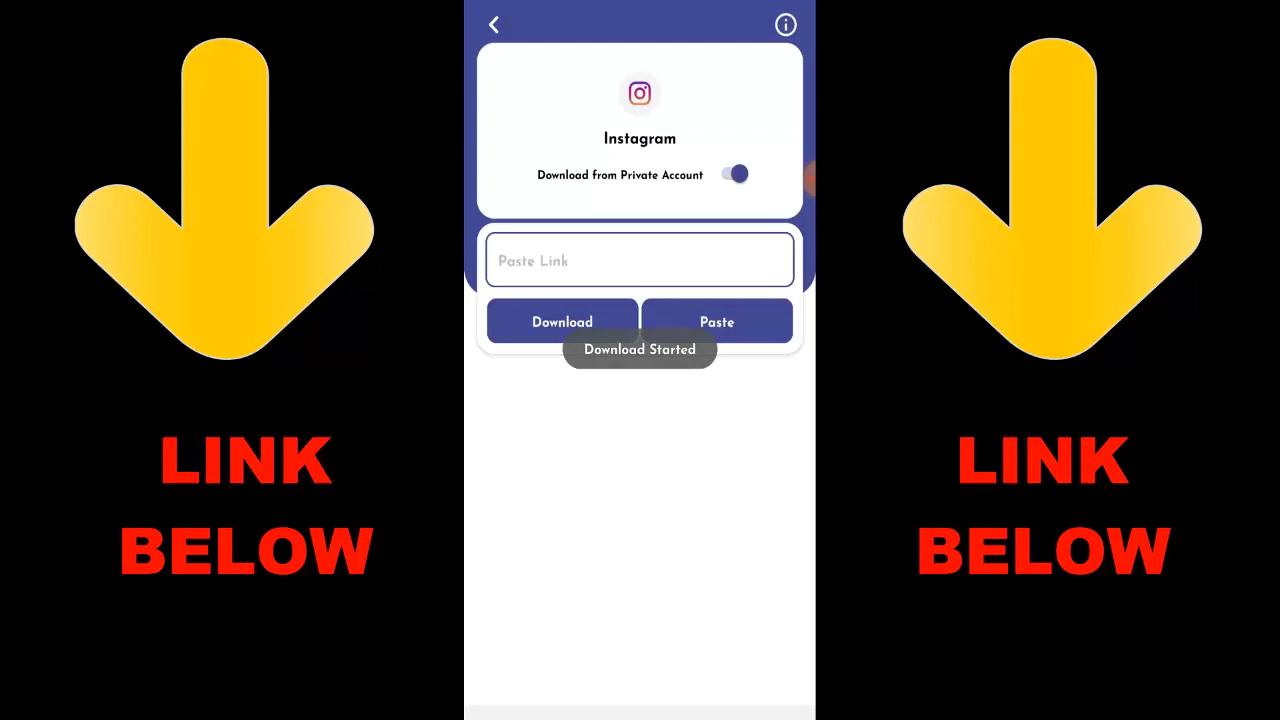 Instagram
Download from Private Account
Paste Link
Download Paste
Download Started
LINK
BELOW
LINK
BELOW